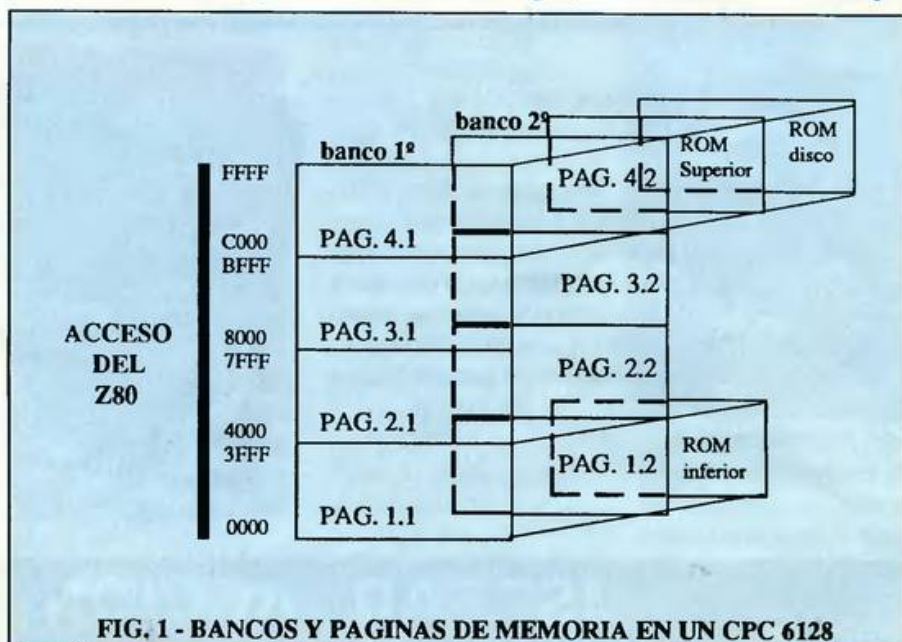 banco 1º
banco 2º
ROM
Superior
ROM
disco
FFFF
C000
BFFF
8000
7FFF
4000
3FFF
0000
ACCESO
DEL
Z80
PAG. 4.1
PAG. 3.1
PAG. 2.1
PAG. 1.1
PAG. 4.2
PAG. 3.2
PAG. 2.2
PAG. 1.2
ROM
inferior
FIG. 1 - BANCOS Y PAGINAS DE MEMORIA EN UN CPC 6128